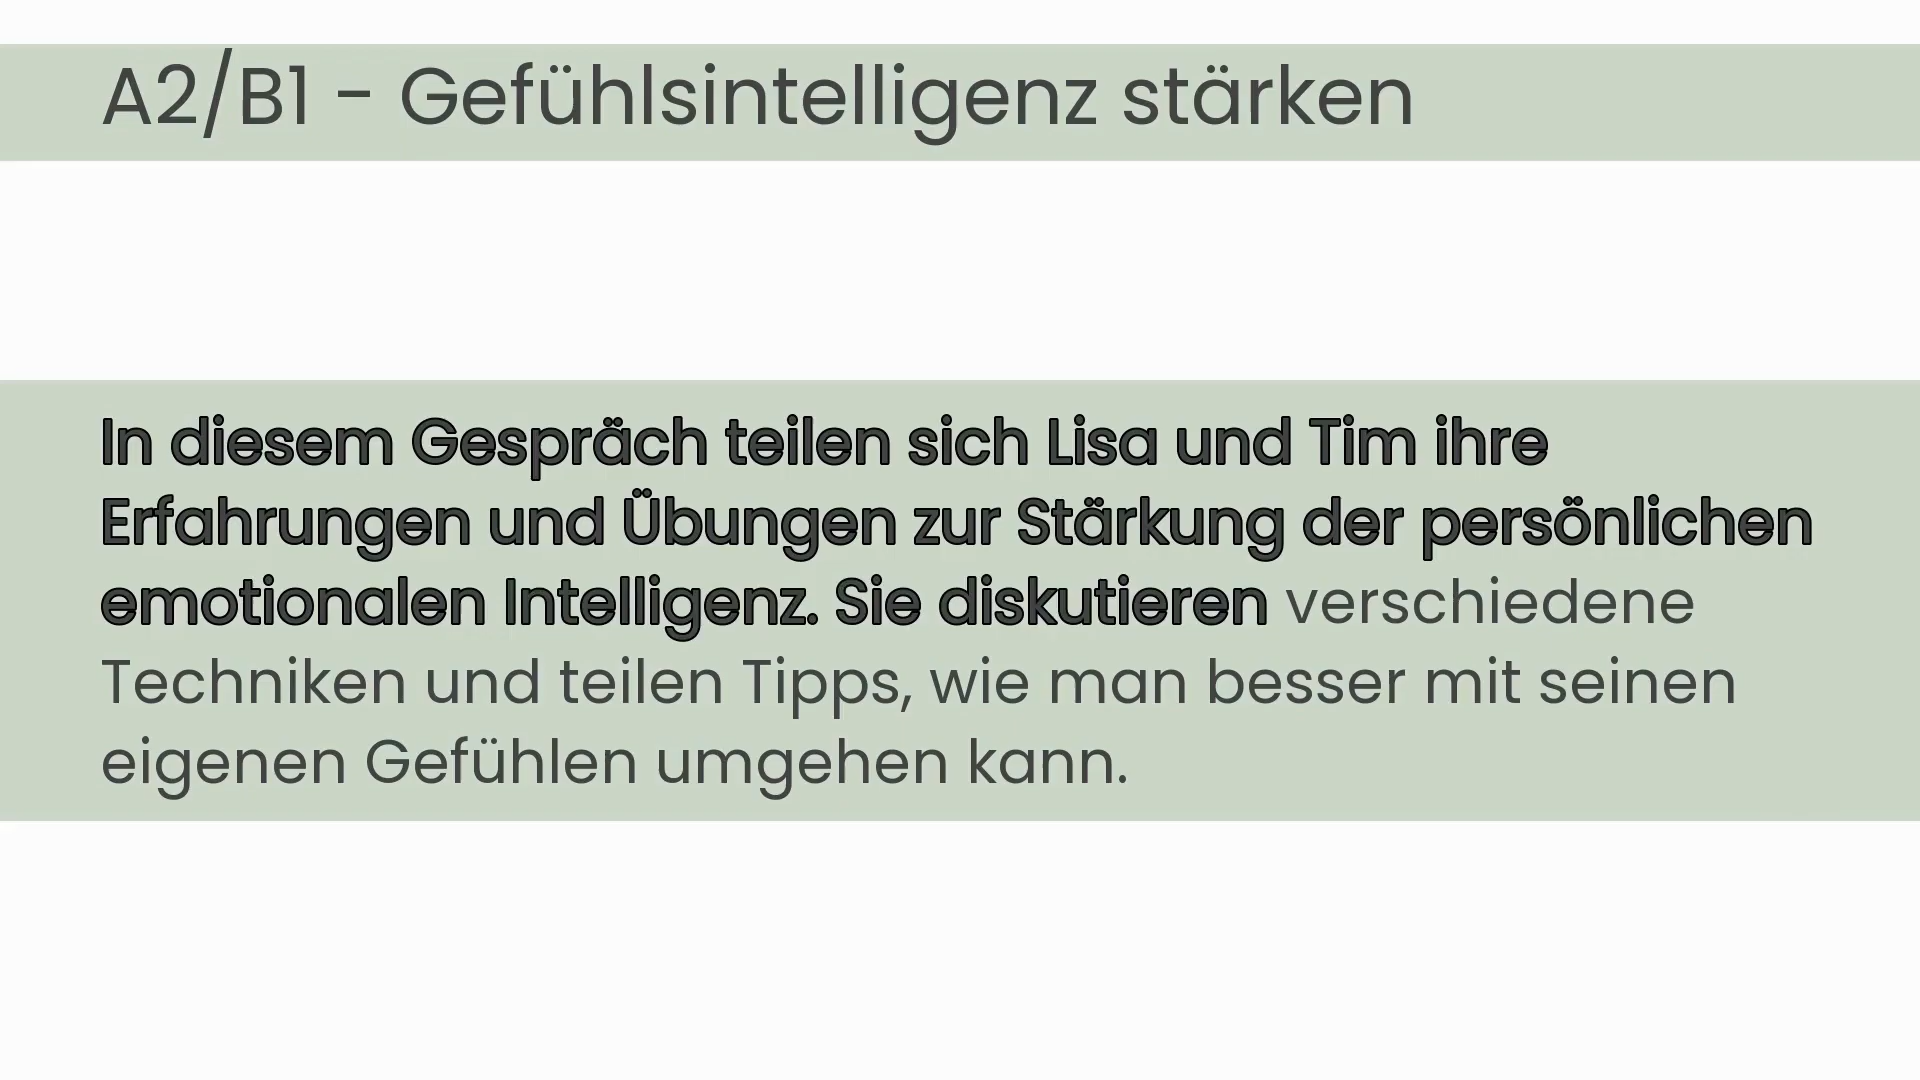 A2/B1 - Gefühlsintelligenz stärken
In diesem Gespräch teilen sich Lisa und Tim ihre
Erfahrungen und Übungen zur Stärkung der persönlichen
emotionalen Intelligenz. Sie diskutieren verschiedene
Techniken und teilen Tipps, wie man besser mit seinen
eigenen Gefühlen umgehen kann.